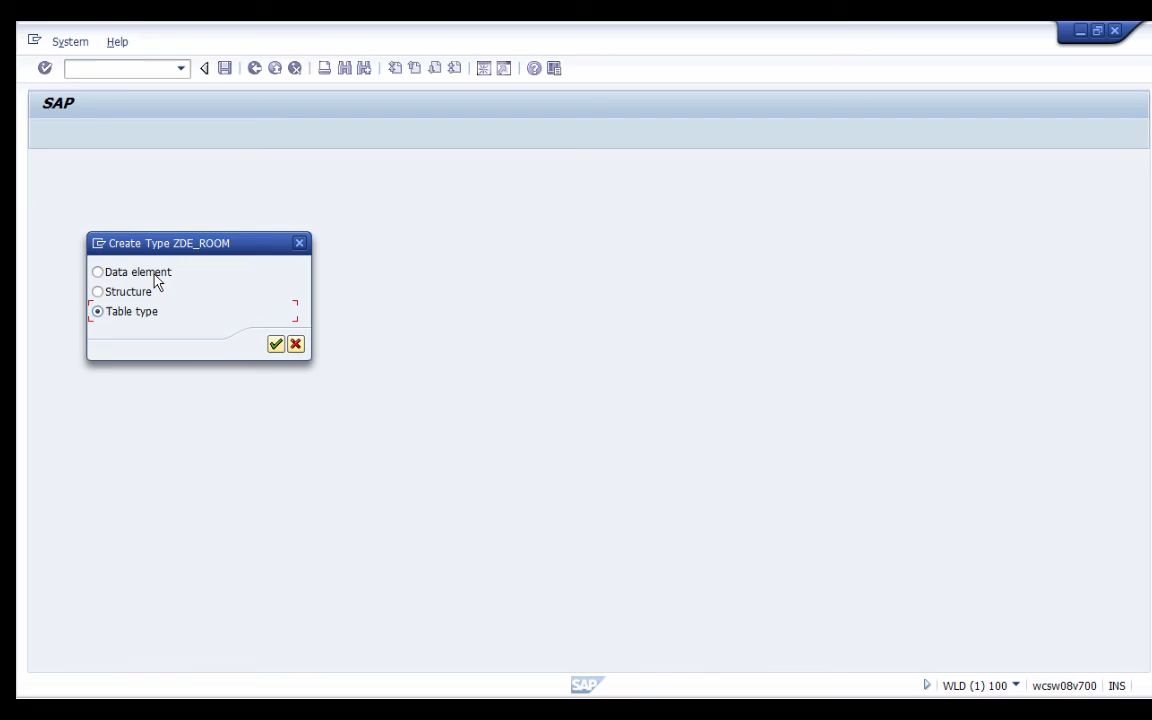 System Help
SAP
Create Type ZDE_ROOM
Data element
Structure
Table type
SAP
WLD (1) 100 wcsw08v700 INS